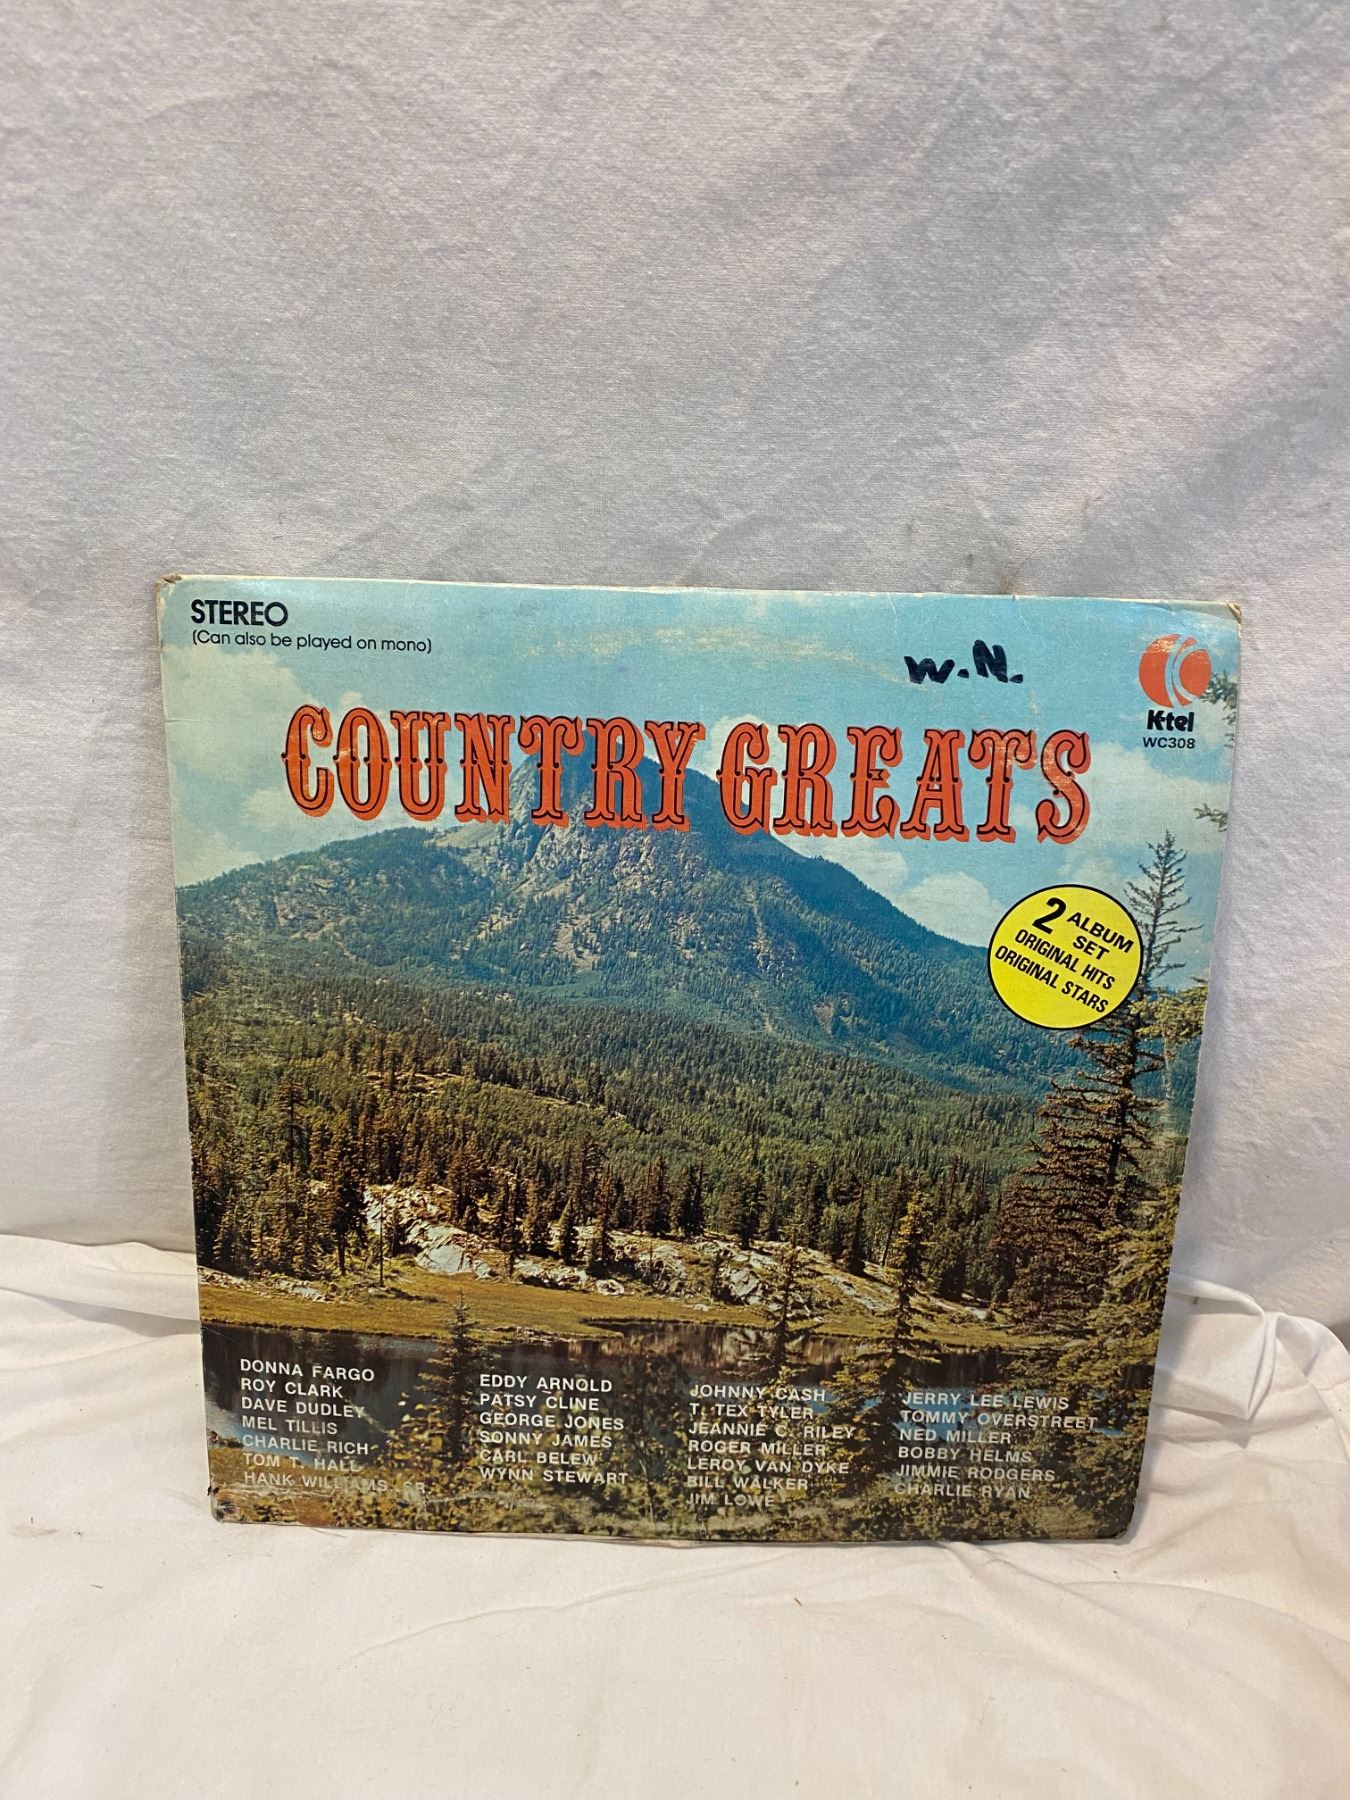 STEREO
(Can also be played on mono)
W.N.
K-tel
WC308
COUNTRY GREATS
2 ALBUM
SET
ORIGINAL HITS
ORIGINAL STARS
DONNA FARGO
ROY CLARK
DAVE DUDLEY
MEL TILLIS
CHARLIE RICH
TOM T. HALL
HANK WILLIAMS, SR.
EDDY ARNOLD
PATSY CLINE
GEORGE JONES
SONNY JAMES
CARL BELEW
WYNN STEWART
JOHNNY CASH
T. TEX TYLER
JEANNIE C. RILEY
ROGER MILLER
LEROY VAN DYKE
BILL WALKER
JIM LOWE
JERRY LEE LEWIS
TOMMY OVERSTREET
NED MILLER
BOBBY HELMS
JIMMIE RODGERS
CHARLIE RYAN